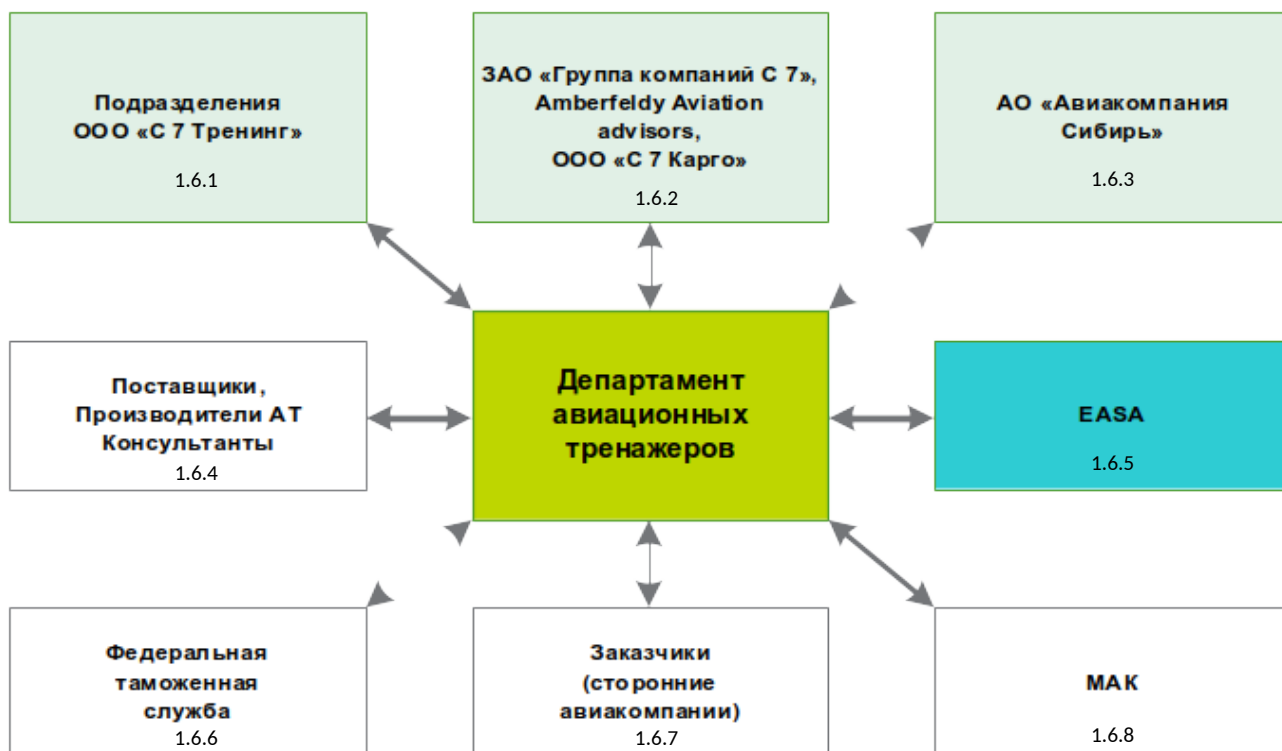 Подразделения
ООО «С 7 Тренинг»
1.6.1
ЗАО «Группа компаний С 7»,
Amberfeldy Aviation
advisors,
ООО «С 7 Карго»
1.6.2
АО «Авиакомпания
Сибирь»
1.6.3
Поставщики,
Производители АТ
Консультанты
1.6.4
Департамент
авиационных
тренажеров
EASA
1.6.5
Федеральная
таможенная
служба
1.6.6
Заказчики
(сторонние
авиакомпании)
1.6.7
МАК
1.6.8